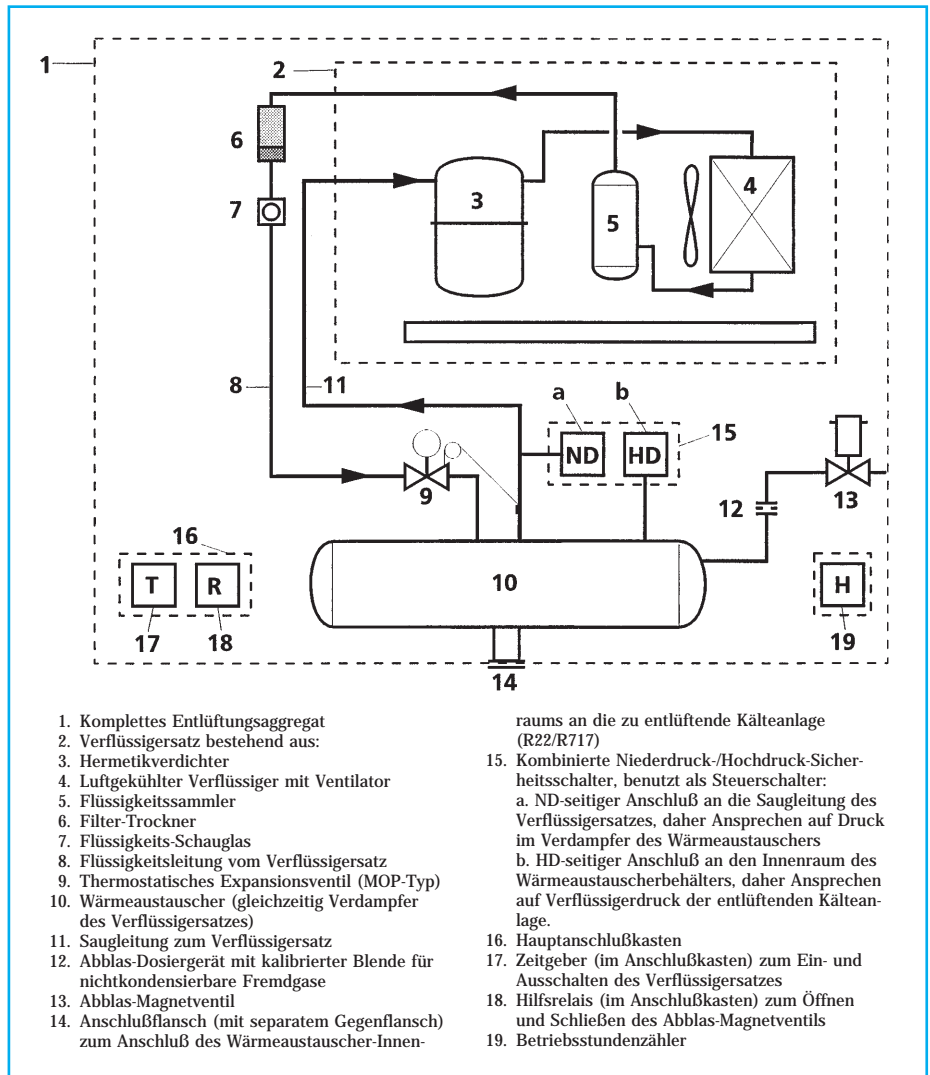 1
2
6
3
4
7
5
8
11
a
b
15
ND
HD
9
12
13
16
10
T
R
H
17
18
19
14
1. Komplettes Entlüftungsaggregat
2. Verflüssigersatz bestehend aus:
3. Hermetikverdichter
4. Luftgekühlter Verflüssiger mit Ventilator
5. Flüssigkeitssammler
6. Filter-Trockner
7. Flüssigkeits-Schauglas
8. Flüssigkeitsleitung vom Verflüssigersatz
9. Thermostatisches Expansionsventil (MOP-Typ)
10. Wärmeaustauscher (gleichzeitig Verdampfer
des Verflüssigersatzes)
11. Saugleitung zum Verflüssigersatz
12. Abblas-Dosiergerät mit kalibrierter Blende für
nichtkondensierbare Fremdgase
13. Abblas-Magnetventil
14. Anschlußflansch (mit separatem Gegenflansch)
zum Anschluß des Wärmeaustauscher-Innen-
raums an die zu entlüftende Kälteanlage
(R22/R717)
15. Kombinierte Niederdruck-/Hochdruck-Sicher-
heitsschalter, benutzt als Steuerschalter:
a. ND-seitiger Anschluß an die Saugleitung des
Verflüssigersatzes, daher Ansprechen auf Druck
im Verdampfer des Wärmeaustauschers
b. HD-seitiger Anschluß an den Innenraum des
Wärmeaustauscherbehälters, daher Ansprechen
auf Verflüssigerdruck der entlüftenden Kältean-
lage.
16. Hauptanschlußkasten
17. Zeitgeber (im Anschlußkasten) zum Ein- und
Ausschalten des Verflüssigersatzes
18. Hilfsrelais (im Anschlußkasten) zum Öffnen
und Schließen des Abblas-Magnetventils
19. Betriebsstundenzähler